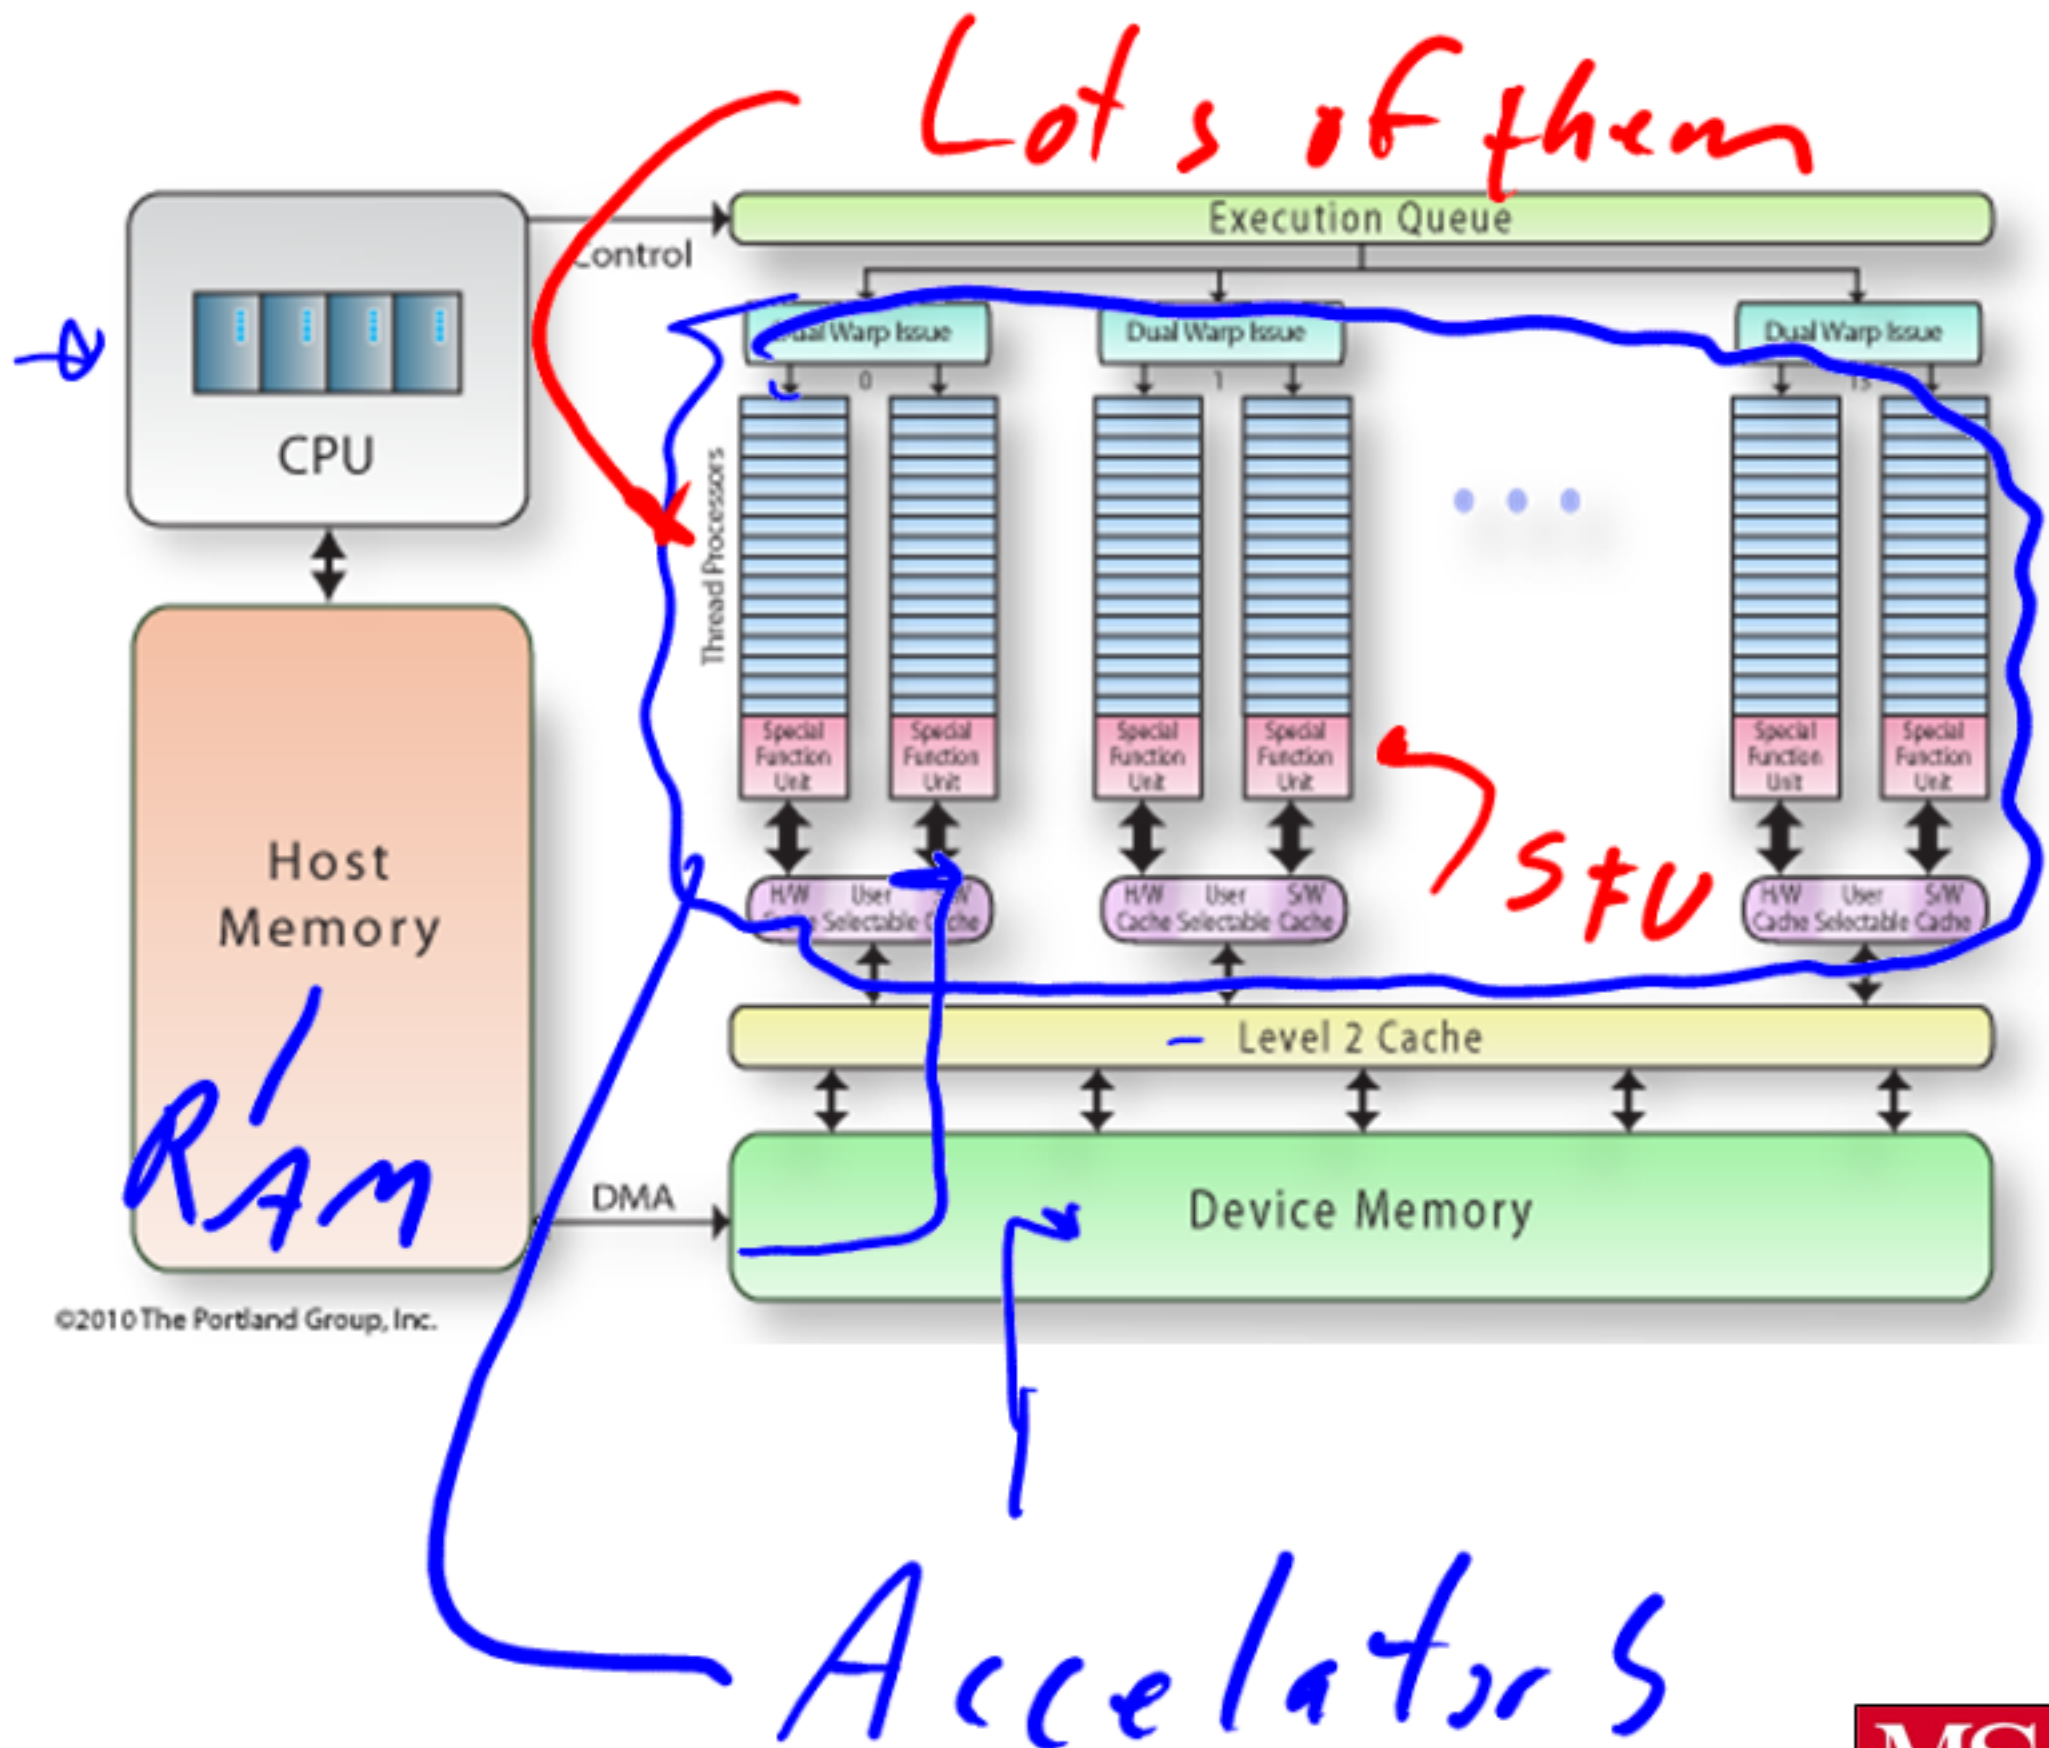 Lots of them
Execution Queue
Control
Dual Warp Issue
Dual Warp Issue
Dual Warp Issue
0
1
15
CPU
Thread Processors
Special Function Unit
Special Function Unit
Special Function Unit
Special Function Unit
Special Function Unit
Special Function Unit
SFU
H/W Cache User Selectable S/W Cache
H/W Cache User Selectable S/W Cache
H/W Cache User Selectable S/W Cache
Host
Memory
RAM
Level 2 Cache
DMA
Device Memory
©2010 The Portland Group, Inc.
Accelators
MS